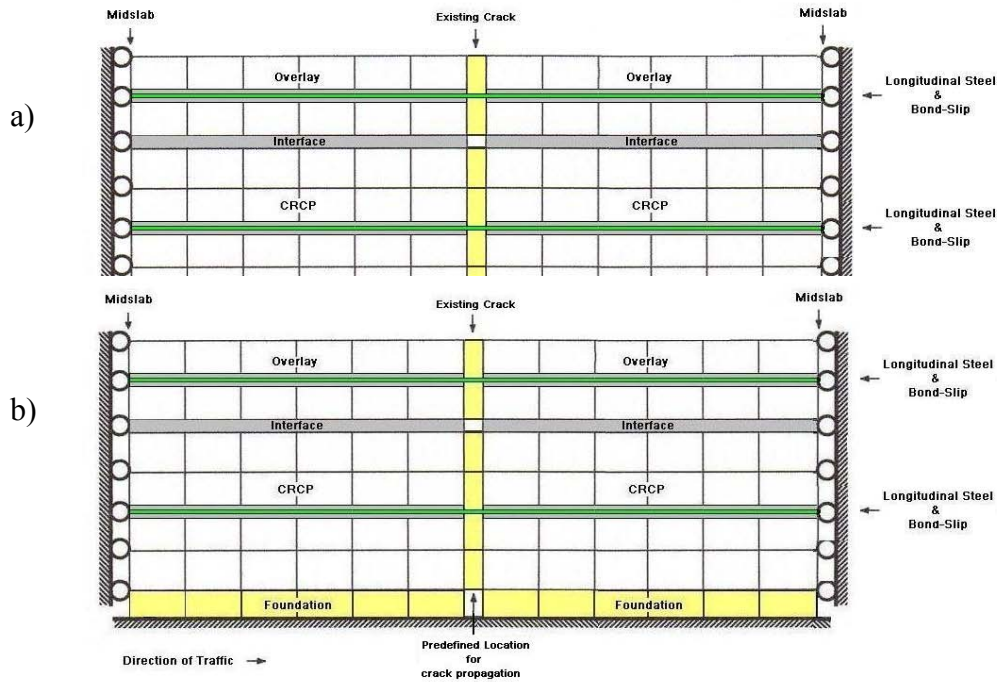 Midslab
Existing Crack
Midslab
a)
Overlay
Overlay
Longitudinal Steel
&
Bond-Slip
Interface
Interface
CRCP
CRCP
Longitudinal Steel
&
Bond-Slip
Midslab
Existing Crack
Midslab
b)
Overlay
Overlay
Longitudinal Steel
&
Bond-Slip
Interface
Interface
CRCP
CRCP
Longitudinal Steel
&
Bond-Slip
Foundation
Foundation
Direction of Traffic
Predefined Location
for
crack propagation